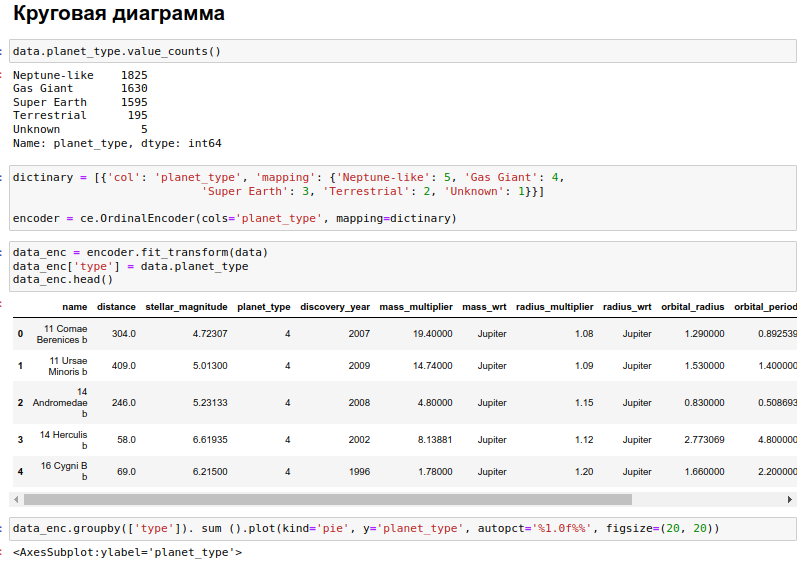 Круговая диаграмма
data.planet_type.value_counts()
Neptune-like 1825
Gas Giant 1630
Super Earth 1595
Terrestrial 195
Unknown 5
Name: planet_type, dtype: int64
dictinary = [{'col': 'planet_type', 'mapping': {'Neptune-like': 5, 'Gas Giant': 4,
'Super Earth': 3, 'Terrestrial': 2, 'Unknown': 1}}]
encoder = ce.OrdinalEncoder(cols='planet_type', mapping=dictinary)
data_enc = encoder.fit_transform(data)
data_enc['type'] = data.planet_type
data_enc.head()
name distance stellar_magnitude planet_type discovery_year mass_multiplier mass_wrt radius_multiplier radius_wrt orbital_radius orbital_period
0 11 Comae Berenices b 304.0 4.72307 4 2007 19.40000 Jupiter 1.08 Jupiter 1.290000 0.892539
1 11 Ursae Minoris b 409.0 5.01300 4 2009 14.74000 Jupiter 1.09 Jupiter 1.530000 1.400000
2 14 Andromedae b 246.0 5.23133 4 2008 4.80000 Jupiter 1.15 Jupiter 0.830000 0.508693
3 14 Herculis b 58.0 6.61935 4 2002 8.13881 Jupiter 1.12 Jupiter 2.773069 4.800000
4 16 Cygni B b 69.0 6.21500 4 1996 1.78000 Jupiter 1.20 Jupiter 1.660000 2.200000
data_enc.groupby(['type']). sum ().plot(kind='pie', y='planet_type', autopct='%1.0f%%', figsize=(20, 20))
<AxesSubplot:ylabel='planet_type'>